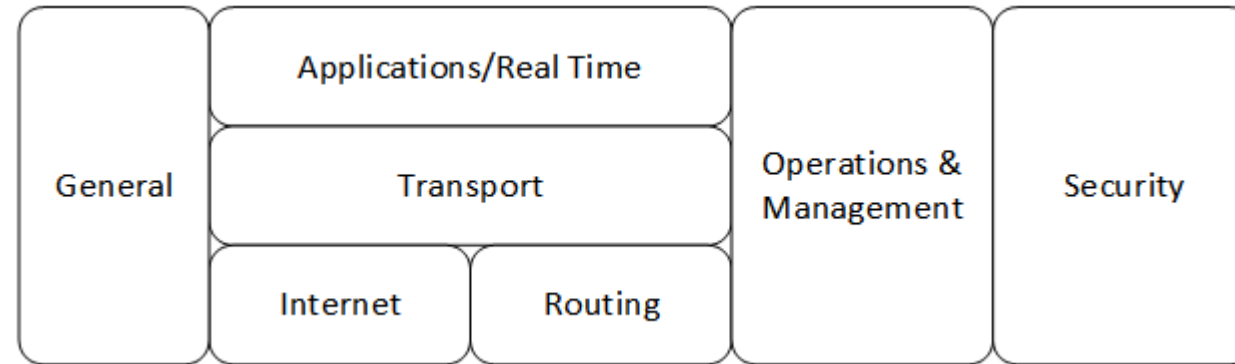 General
Applications/Real Time
Transport
Internet
Routing
Operations &
Management
Security